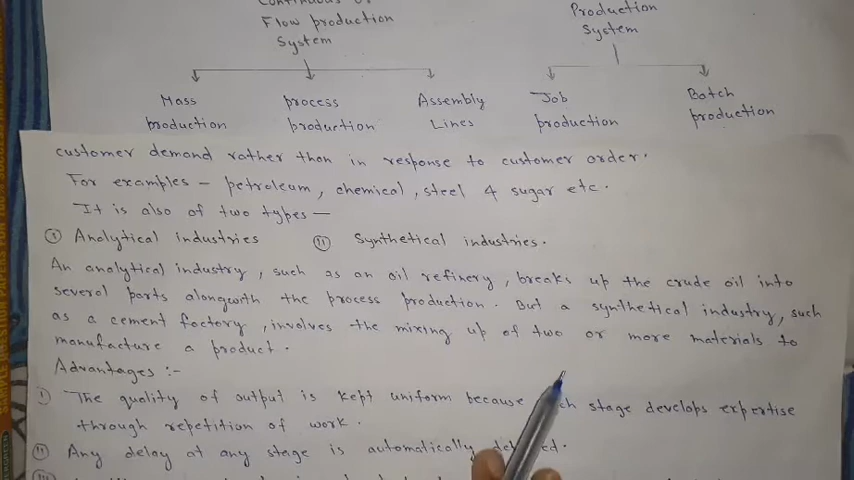 Continuous or
Flow production
System
Production
System
Mass
production
process
production
Assembly
Lines
Job
production
Batch
production
customer demand rather than in response to customer order.
For examples - petroleum, chemical, steel & sugar etc.
It is also of two types —
(i) Analytical industries (ii) Synthetical industries.
An analytical industry, such as an oil refinery, breaks up the crude oil into
several parts alongwith the process production. But a synthetical industry, such
as a cement factory, involves the mixing up of two or more materials to
manufacture a product.
Advantages :-
(i) The quality of output is kept uniform because stage develops expertise
through repetition of work.
(ii) Any delay at any stage is automatically
(iii)